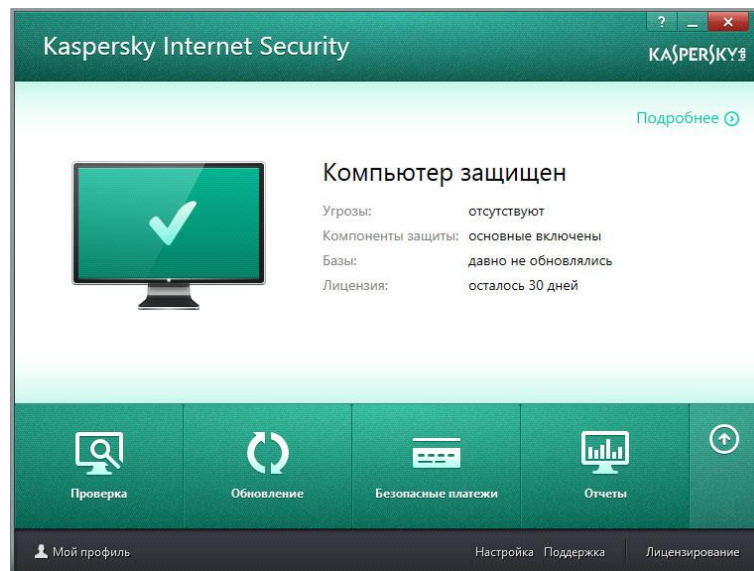 ?
Kaspersky Internet Security
KASPERSKY
Подробнее
Компьютер защищен
Угрозы: отсутствуют
Компоненты защиты: основные включены
Базы: давно не обновлялись
Лицензия: осталось 30 дней
Проверка
Обновление
Безопасные платежи
Отчеты
Мой профиль
Настройка Поддержка Лицензирование